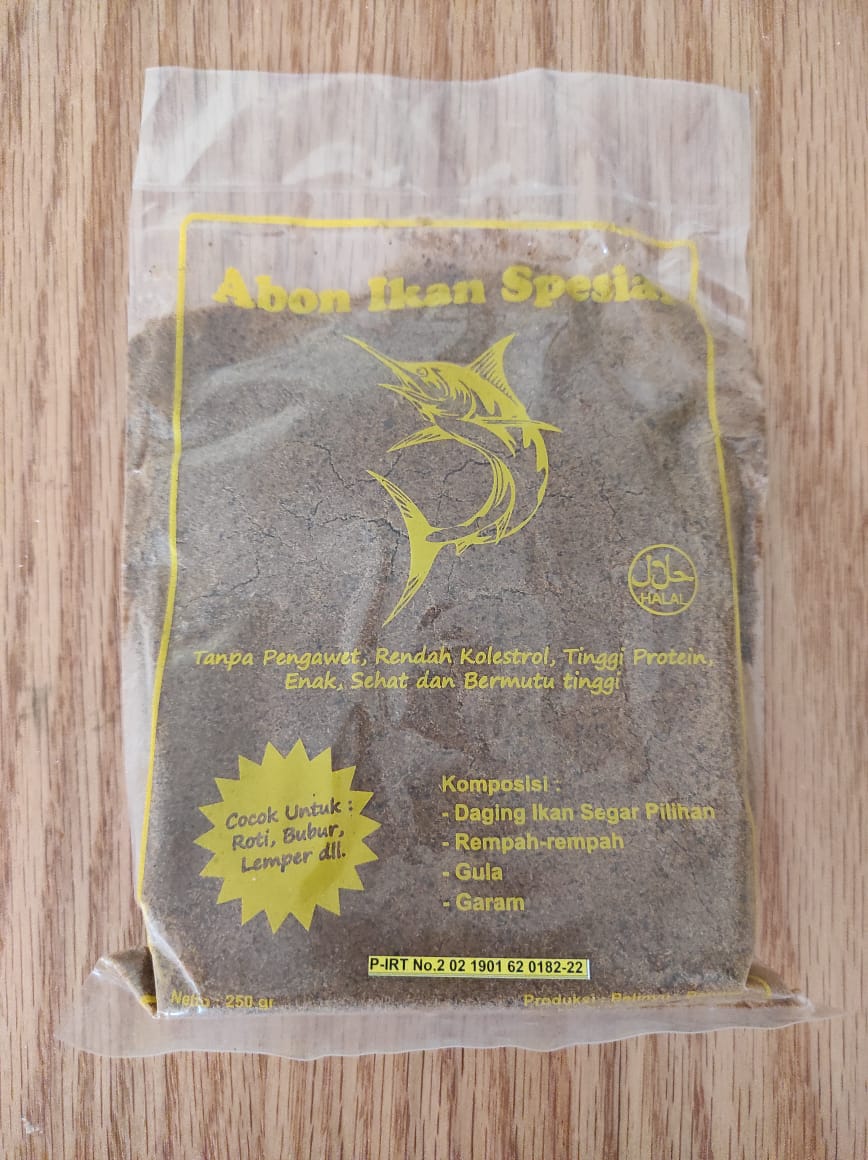 Abon Ikan Spesial
حلال
HALAL
Tanpa Pengawet, Rendah Kolestrol, Tinggi Protein,
Enak, Sehat dan Bermutu tinggi
Cocok Untuk :
Roti, Bubur,
Lemper dll.
Komposisi :
- Daging Ikan Segar Pilihan
- Rempah-rempah
- Gula
- Garam
P-IRT No.2 02 1901 62 0182-22
Netto : 250 gr
Produksi :